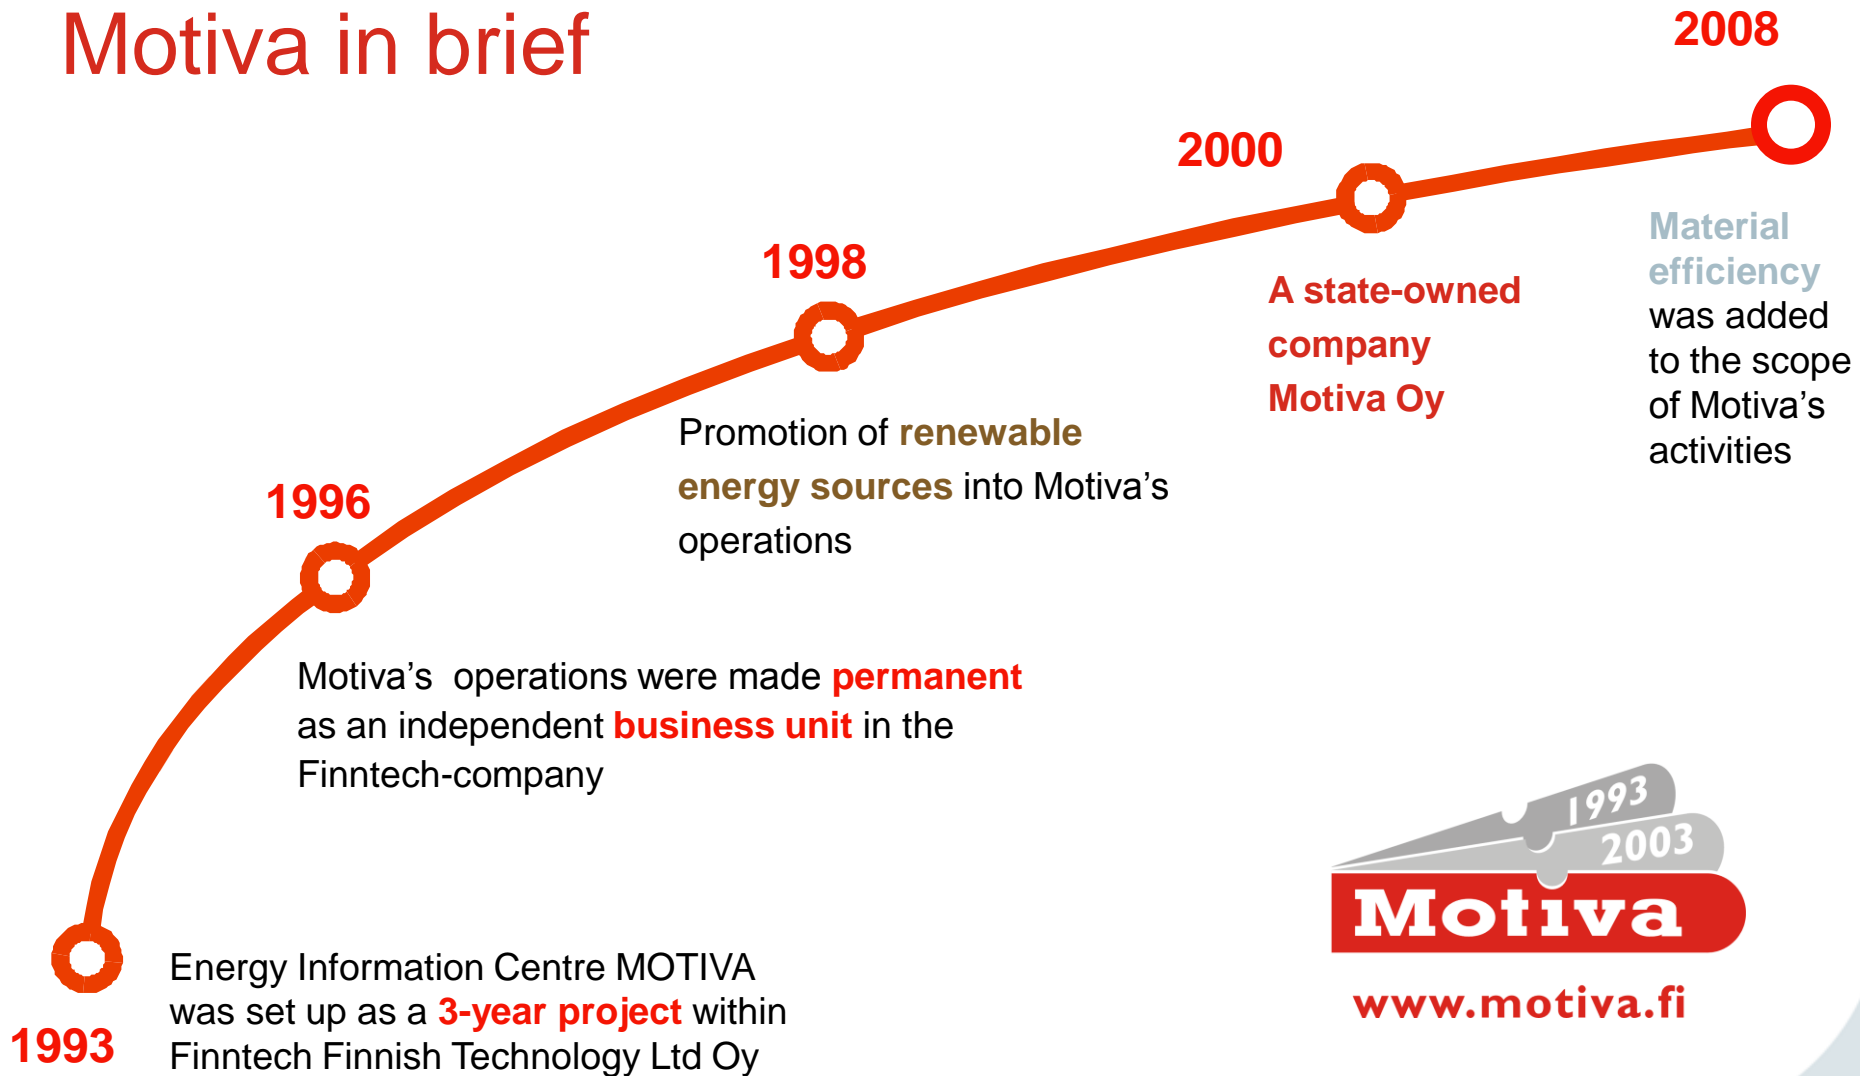 Motiva in brief
2008
2000
Material
efficiency
was added
to the scope
of Motiva’s
activities
1998
A state-owned
company
Motiva Oy
Promotion of renewable
energy sources into Motiva’s
operations
1996
Motiva’s  operations were made permanent
as an independent business unit in the
Finntech-company
1993
Energy Information Centre MOTIVA
was set up as a 3-year project within
Finntech Finnish Technology Ltd Oy
1993
2003
Motiva
www.motiva.fi